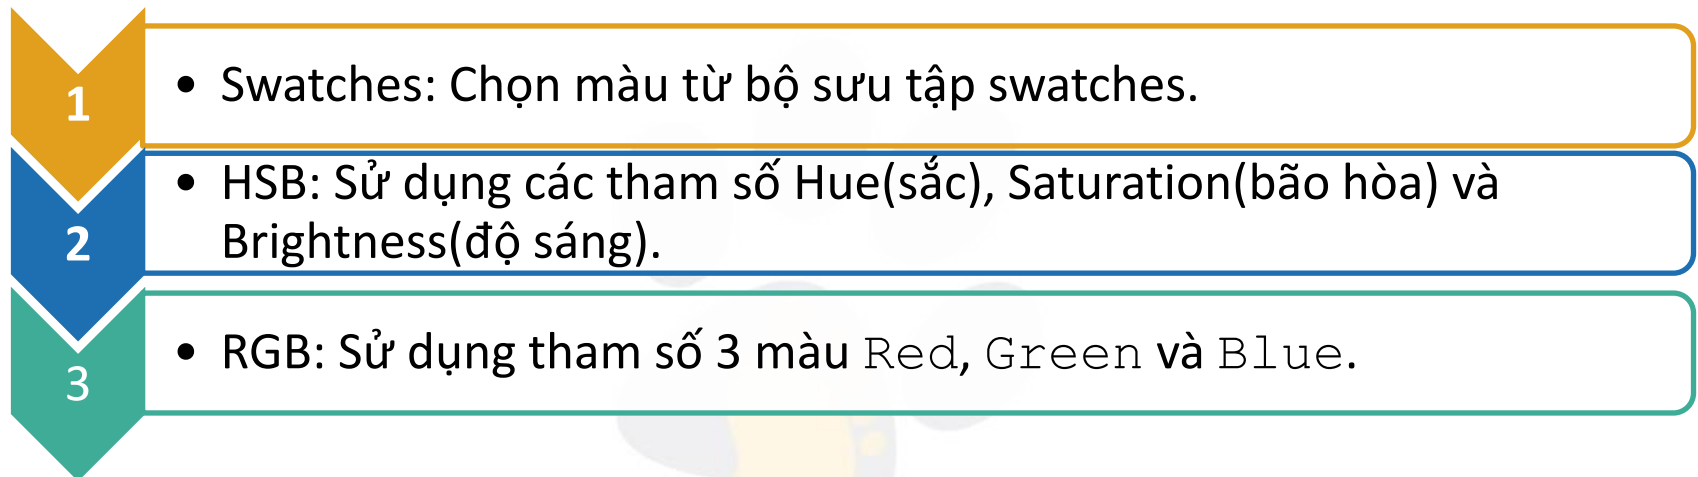 1
• Swatches: Chọn màu từ bộ sưu tập swatches.
2
• HSB: Sử dụng các tham số Hue(sắc), Saturation(bão hòa) và
Brightness(độ sáng).
3
• RGB: Sử dụng tham số 3 màu Red, Green và Blue.